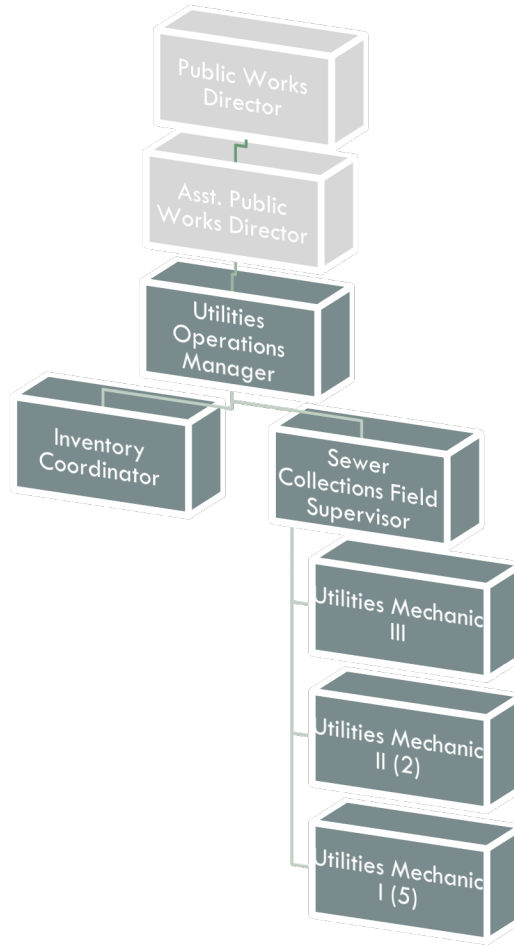 Public Works
Director
Asst. Public
Works Director
Utilities
Operations
Manager
Inventory
Coordinator
Sewer
Collections Field
Supervisor
Utilities Mechanic
III
Utilities Mechanic
II (2)
Utilities Mechanic
I (5)